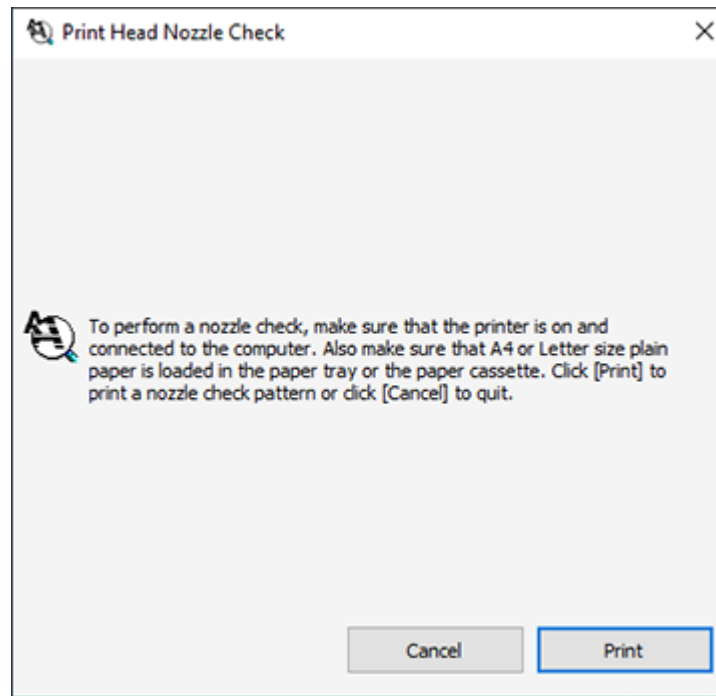 Print Head Nozzle Check
To perform a nozzle check, make sure that the printer is on and
connected to the computer. Also make sure that A4 or Letter size plain
paper is loaded in the paper tray or the paper cassette. Click [Print] to
print a nozzle check pattern or click [Cancel] to quit.
Cancel
Print